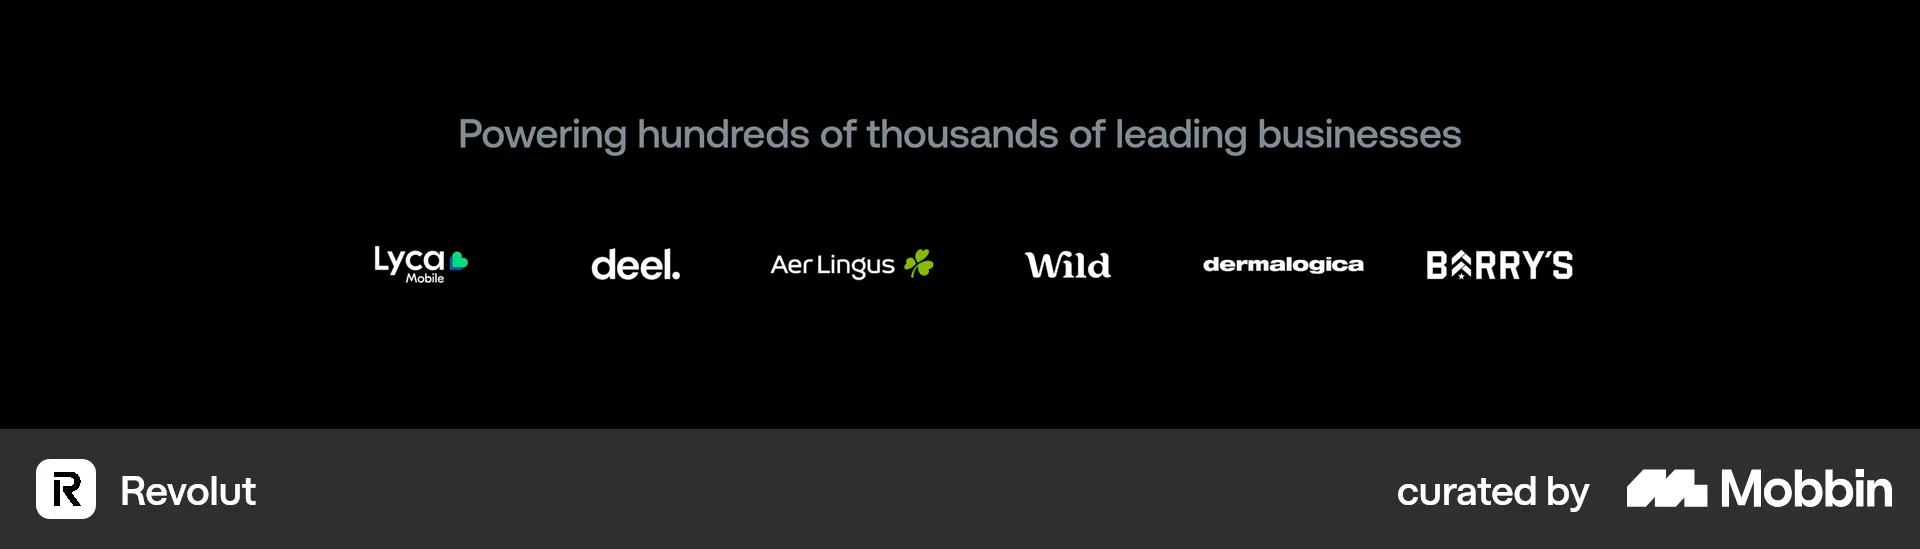 Powering hundreds of thousands of leading businesses
Lyca Mobile
deel.
Aer Lingus
Wild
dermalogica
BARRY'S
R Revolut
curated by Mobbin